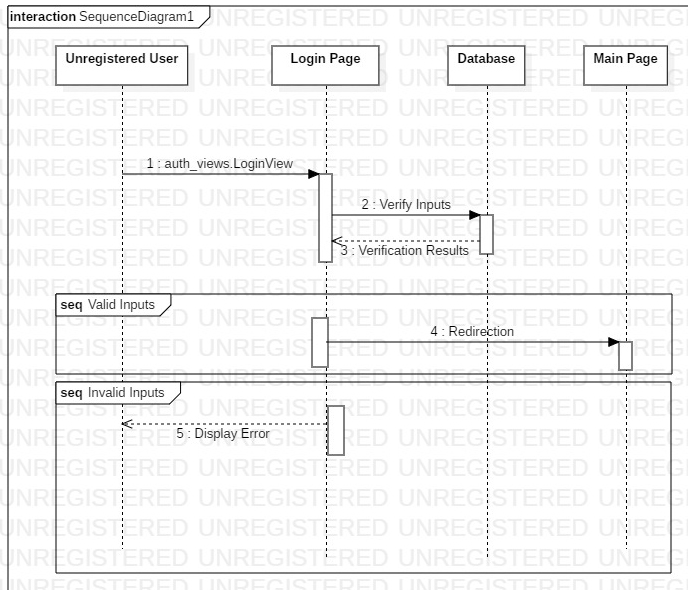 interaction SequenceDiagram1
Unregistered User
Login Page
Database
Main Page
1 : auth_views.LoginView
2 : Verify Inputs
3 : Verification Results
seq Valid Inputs
4 : Redirection
seq Invalid Inputs
5 : Display Error
UNREGISTERED